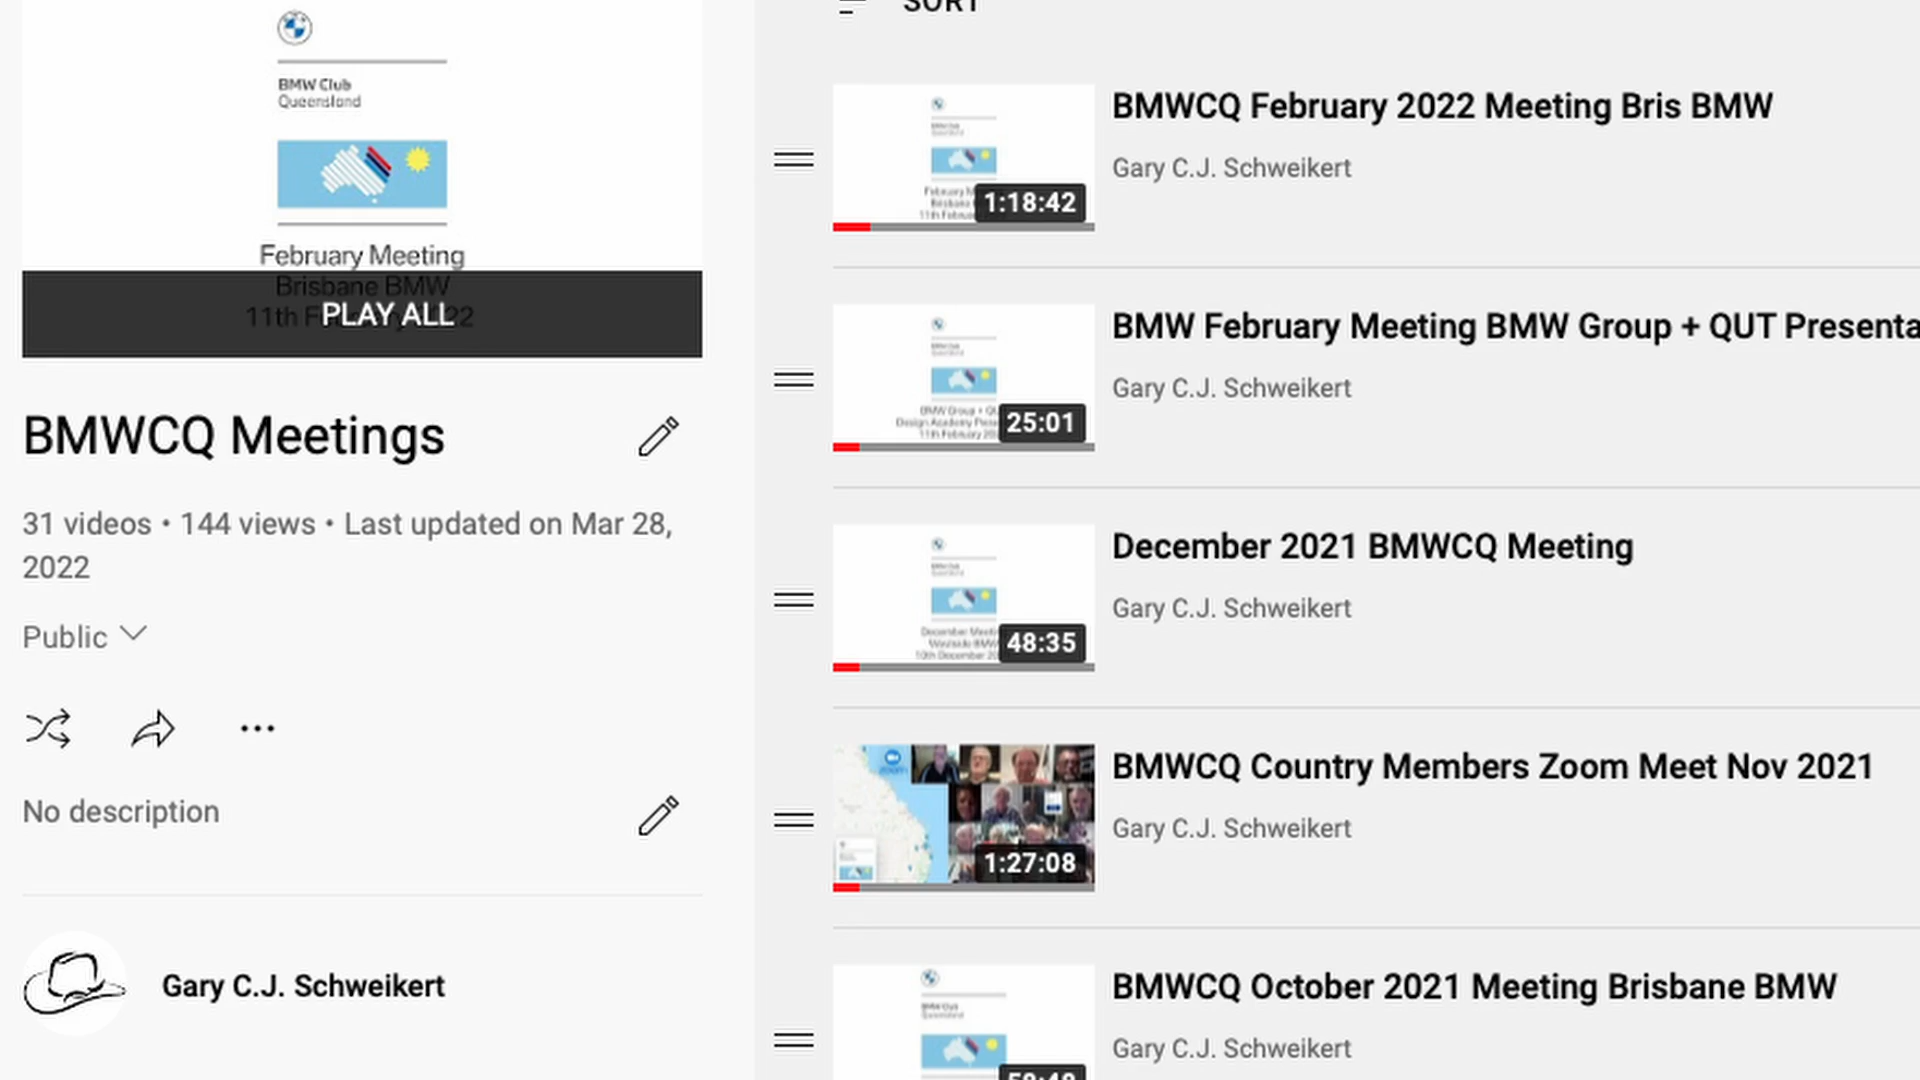 BMW Club
Queensland
February Meeting
Brisbane BMW
PLAY ALL
BMWCQ Meetings
31 videos • 144 views • Last updated on Mar 28,
2022
Public
No description
Gary C.J. Schweikert
SORT
BMWCQ February 2022 Meeting Bris BMW
Gary C.J. Schweikert
1:18:42
BMW February Meeting BMW Group + QUT Presenta
Gary C.J. Schweikert
25:01
December 2021 BMWCQ Meeting
Gary C.J. Schweikert
48:35
BMWCQ Country Members Zoom Meet Nov 2021
Gary C.J. Schweikert
1:27:08
BMWCQ October 2021 Meeting Brisbane BMW
Gary C.J. Schweikert